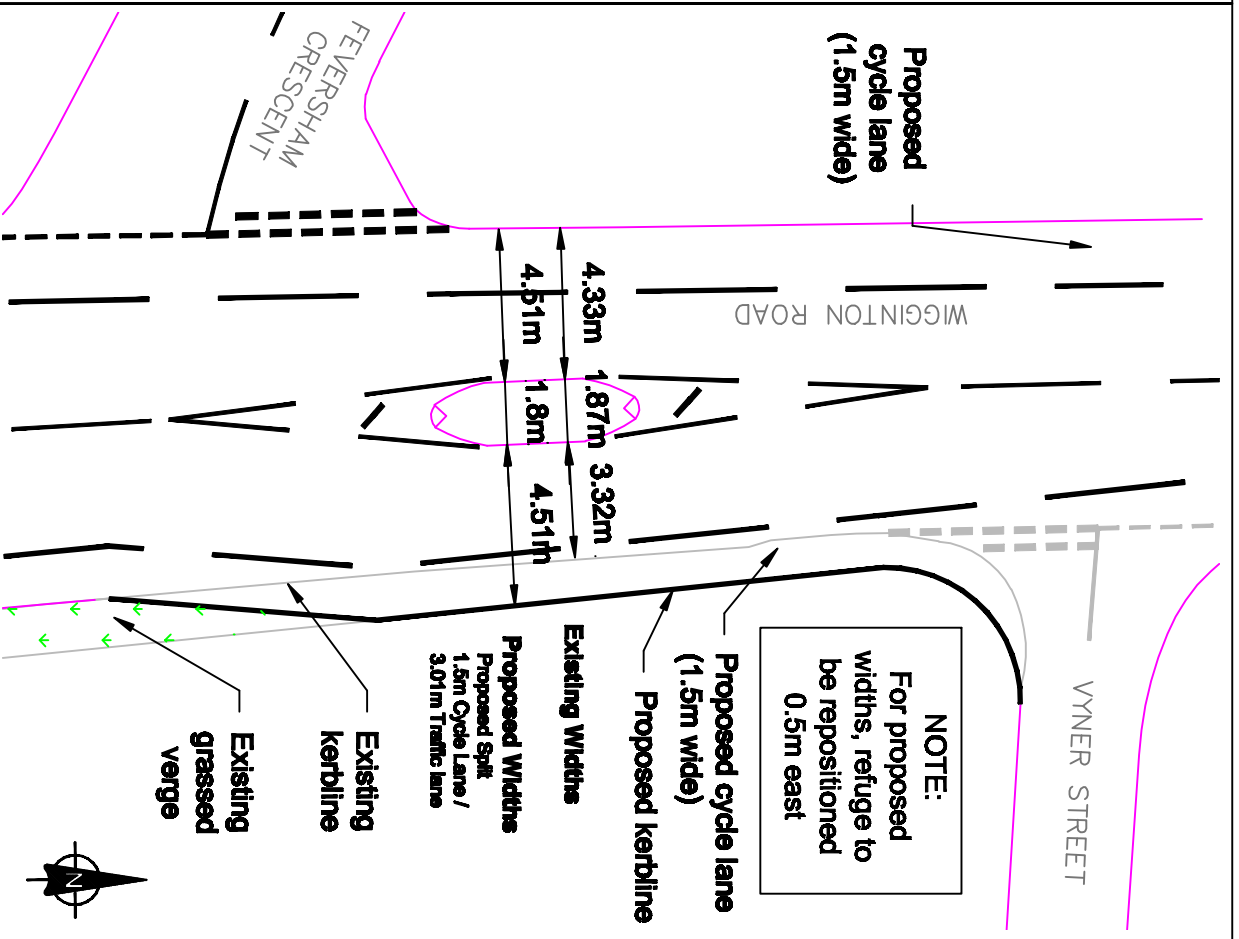 FEVERSHAM
CRESCENT
Proposed
cycle lane
(1.5m wide)
WIGGINTON ROAD
4.33m
1.87m
3.32m
4.51m
1.8m
4.51m
Existing Widths
Proposed Widths
Proposed Split
1.5m Cycle Lane /
3.01m Traffic lane
Proposed cycle lane
(1.5m wide)
Proposed kerbline
NOTE:
For proposed
widths, refuge to
be repositioned
0.5m east
VYNER STREET
Existing
kerbline
Existing
grassed
verge
N